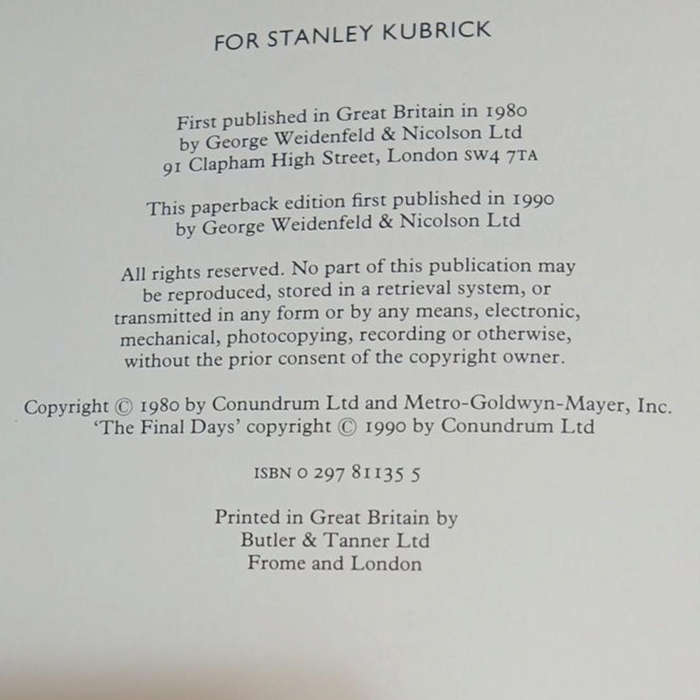 FOR STANLEY KUBRICK
First published in Great Britain in 1980
by George Weidenfeld & Nicolson Ltd
91 Clapham High Street, London SW4 7TA
This paperback edition first published in 1990
by George Weidenfeld & Nicolson Ltd
All rights reserved. No part of this publication may
be reproduced, stored in a retrieval system, or
transmitted in any form or by any means, electronic,
mechanical, photocopying, recording or otherwise,
without the prior consent of the copyright owner.
Copyright © 1980 by Conundrum Ltd and Metro-Goldwyn-Mayer, Inc.
'The Final Days' copyright © 1990 by Conundrum Ltd
ISBN 0 297 81135 5
Printed in Great Britain by
Butler & Tanner Ltd
Frome and London